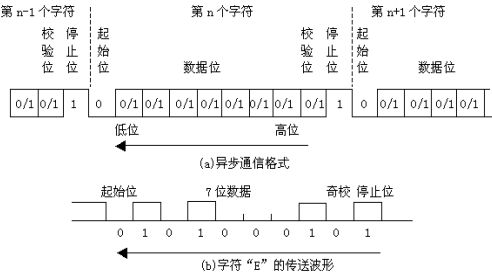 第 n-1 个字符 第 n 个字符 第 n+1 个字符
校验位 停止位 起始位 数据位 校验位 停止位 起始位 数据位
0/1 0/1 1 0 0/1 0/1 0/1 0/1 0/1 0/1 0/1 0/1 1 0 0/1 0/1 0/1 0/1
低位 高位
(a)异步通信格式
起始位 7位数据 奇校 停止位
0 1 0 1 0 0 0 1 0 1
(b)字符“E”的传送波形